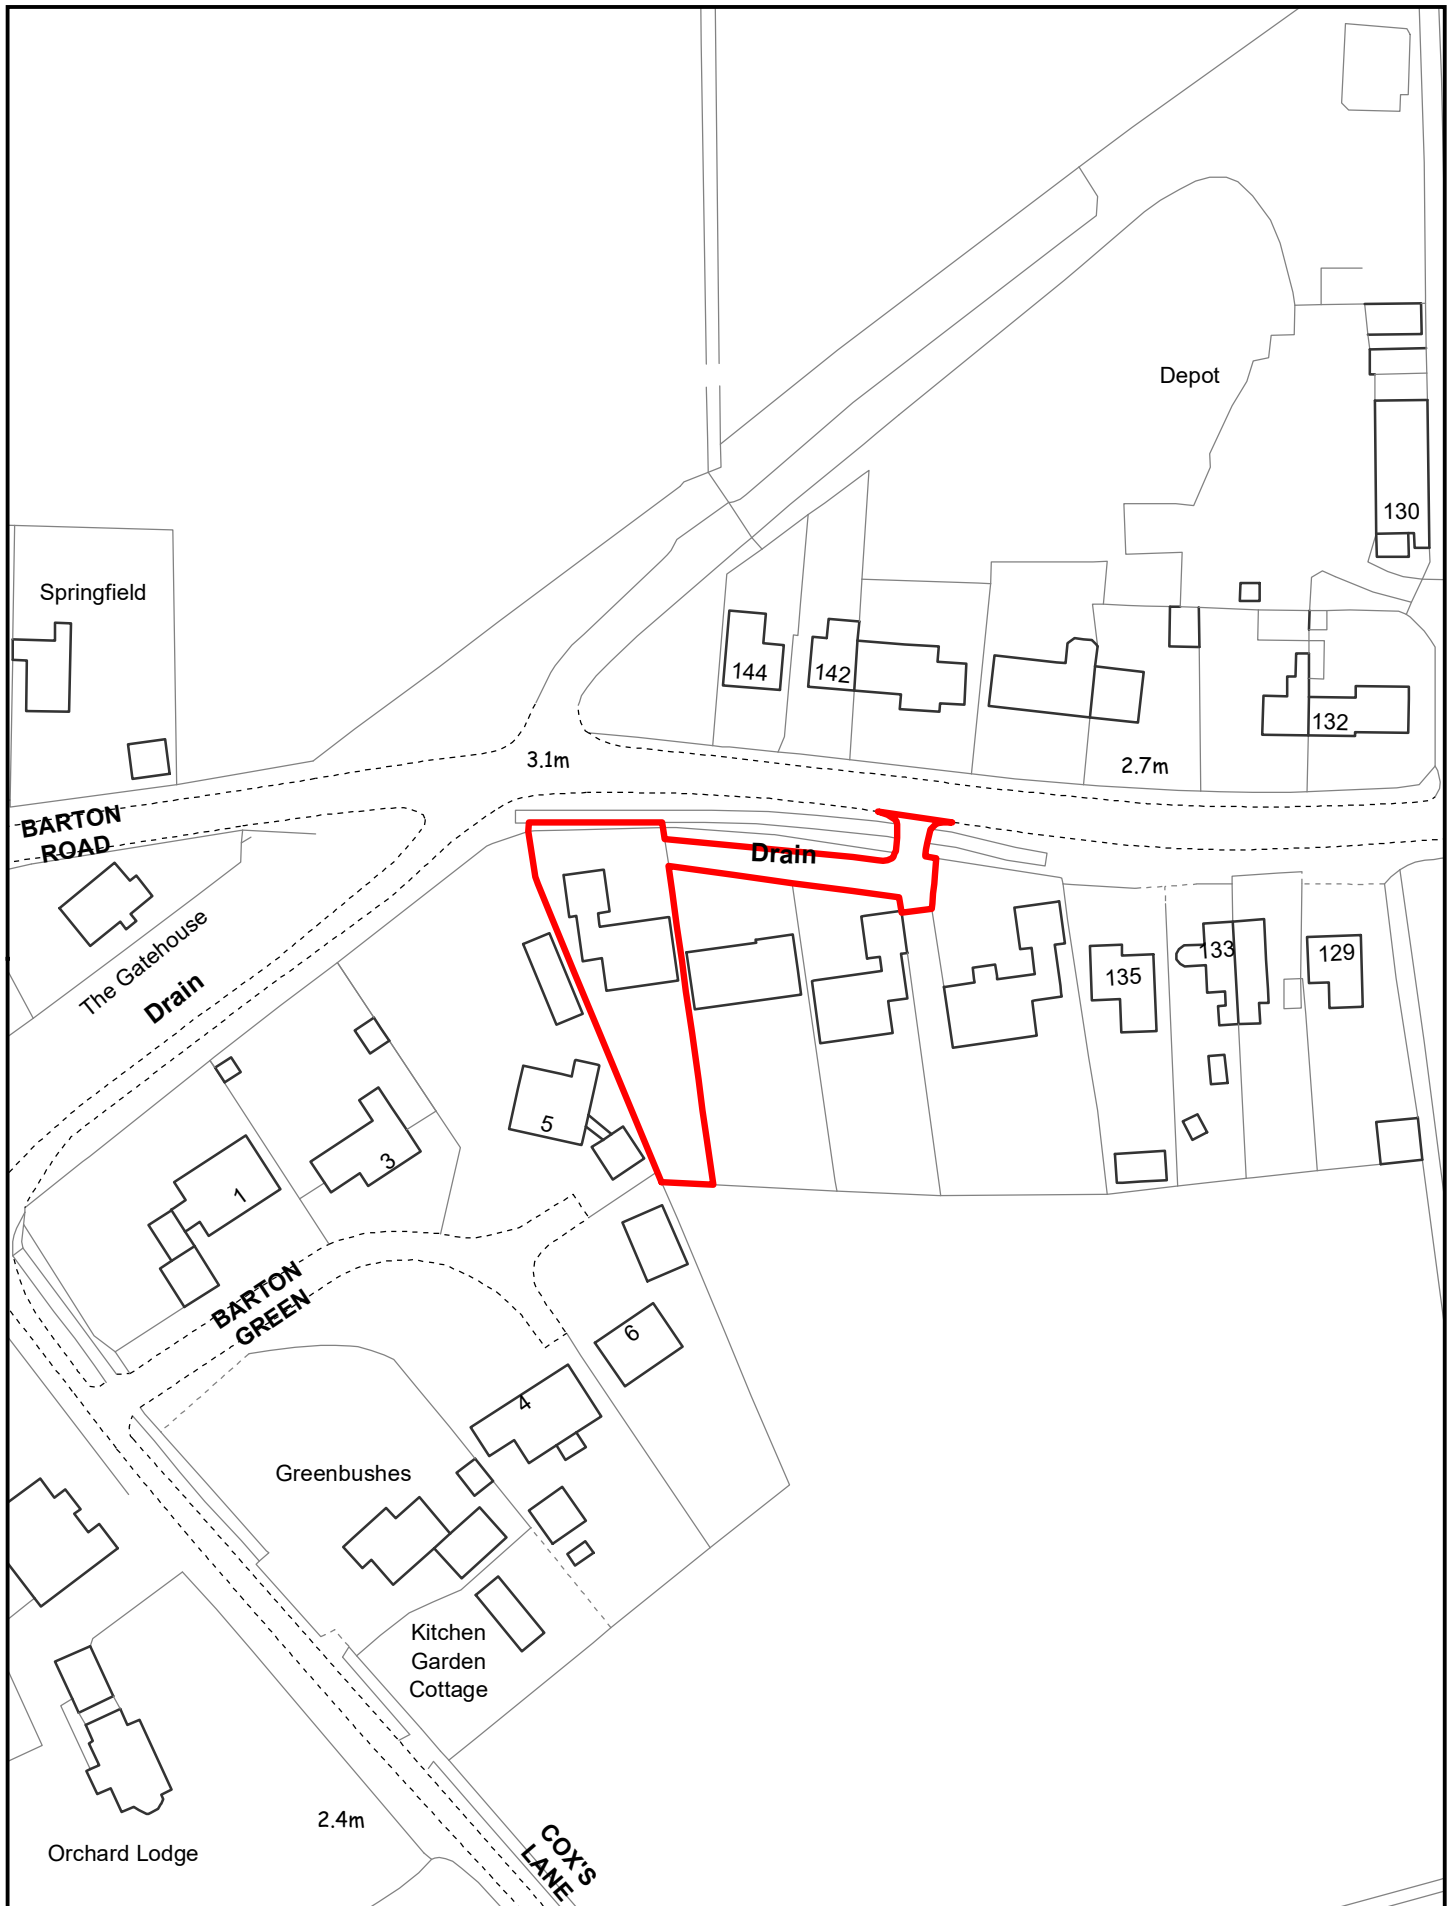 Depot
130
Springfield
144
142
132
3.1m
2.7m
BARTON
ROAD
Drain
The Gatehouse
Drain
133
129
135
5
3
1
BARTON
GREEN
6
4
Greenbushes
Kitchen
Garden
Cottage
2.4m
Orchard Lodge
COX'S
LANE